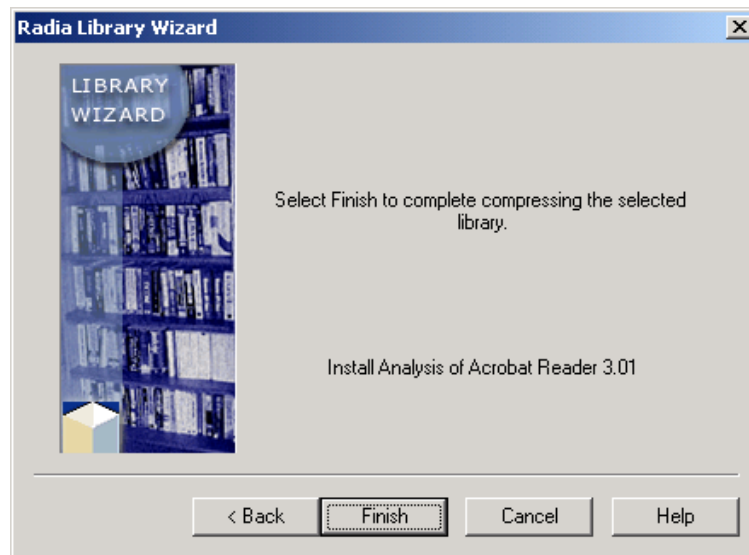 Radia Library Wizard
LIBRARY
WIZARD
Select Finish to complete compressing the selected
library.
Install Analysis of Acrobat Reader 3.01
< Back
Finish
Cancel
Help